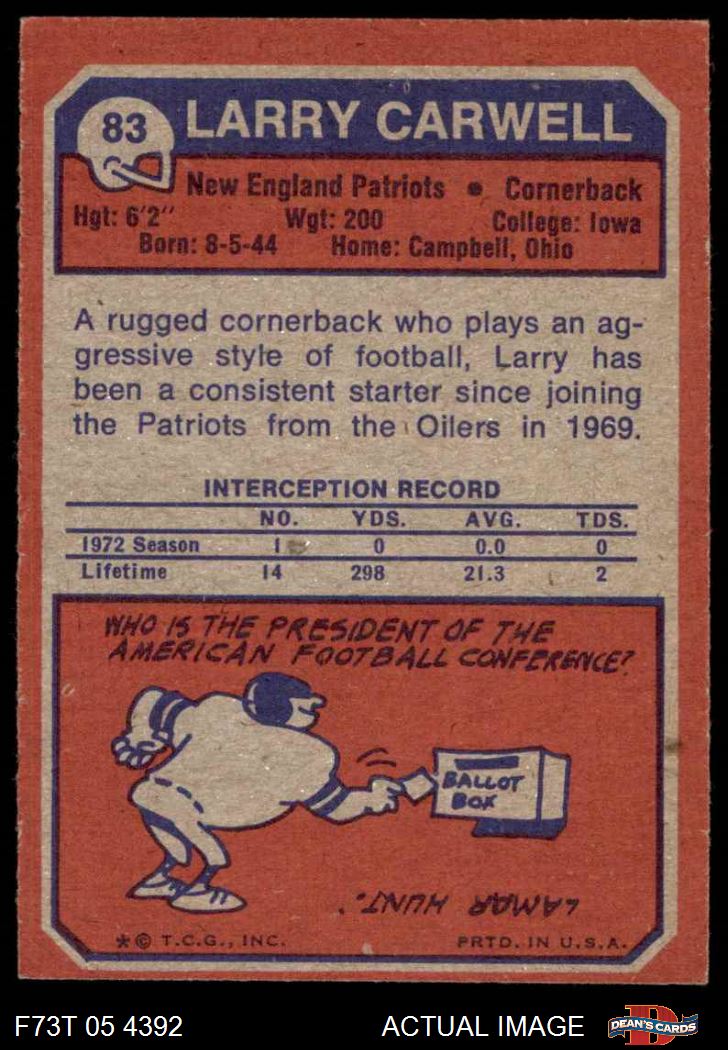 83
LARRY CARWELL
New England Patriots • Cornerback
Hgt: 6'2" Wgt: 200 College: Iowa
Born: 8-5-44 Home: Campbell, Ohio
A rugged cornerback who plays an ag-
gressive style of football, Larry has
been a consistent starter since joining
the Patriots from the Oilers in 1969.
INTERCEPTION RECORD
NO. YDS. AVG. TDS.
1972 Season 1 0 0.0 0
Lifetime 14 298 21.3 2
WHO IS THE PRESIDENT OF THE
AMERICAN FOOTBALL CONFERENCE?
BALLOT
BOX
LAMAR HUNT.
* © T.C.G., INC. PRTD. IN U.S.A.
F73T 05 4392 ACTUAL IMAGE D DEAN'S CARDS